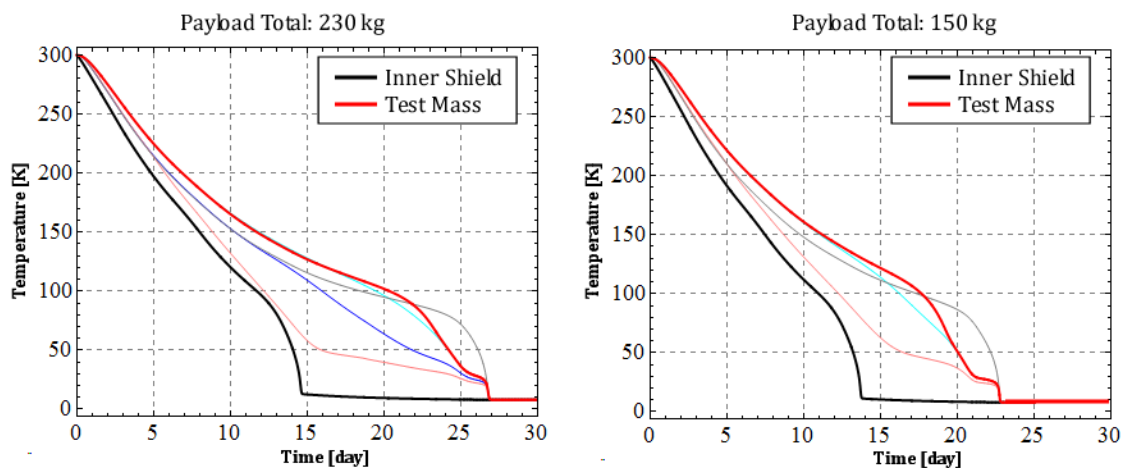 Payload Total: 230 kg
300
250
200
150
100
50
0
Temperature [K]
Inner Shield
Test Mass
0 5 10 15 20 25 30
Time [day]
Payload Total: 150 kg
300
250
200
150
100
50
0
Temperature [K]
Inner Shield
Test Mass
0 5 10 15 20 25 30
Time [day]